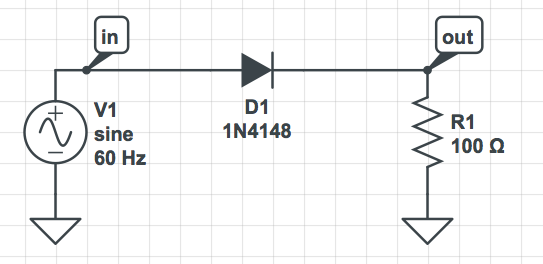 in
out
V1
sine
60 Hz
D1
1N4148
R1
100 Ω